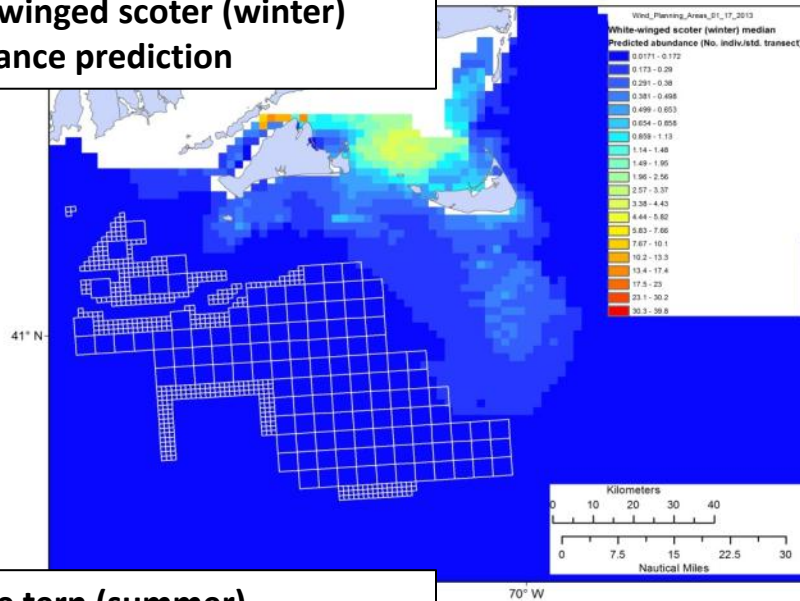 winged scoter (winter)
ance prediction
Wind_Planning_Areas_01_17_2013
White-winged scoter (winter) median
Predicted abundance (No. indiv/std. transect)
0.0171 - 0.172
0.173 - 0.29
0.291 - 0.38
0.381 - 0.498
0.499 - 0.653
0.654 - 0.858
0.859 - 1.13
1.14 - 1.48
1.49 - 1.95
1.96 - 2.56
2.57 - 3.37
3.38 - 4.43
4.44 - 5.82
5.83 - 7.66
7.67 - 10.1
10.2 - 13.3
13.4 - 17.4
17.5 - 23
23.1 - 30.2
30.3 - 39.8
41° N
Kilometers
0 10 20 30 40
0 7.5 15 22.5 30
Nautical Miles
70° W
tern (summer)